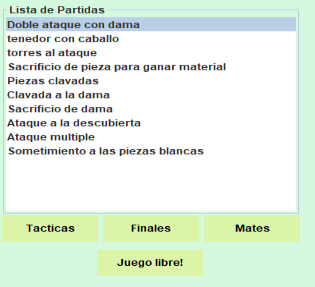 Lista de Partidas
Doble ataque con dama
tenedor con caballo
torres al ataque
Sacrificio de pieza para ganar material
Piezas clavadas
Clavada a la dama
Sacrificio de dama
Ataque a la descubierta
Ataque multiple
Sometimiento a las piezas blancas
Tacticas Finales Mates
Juego libre!